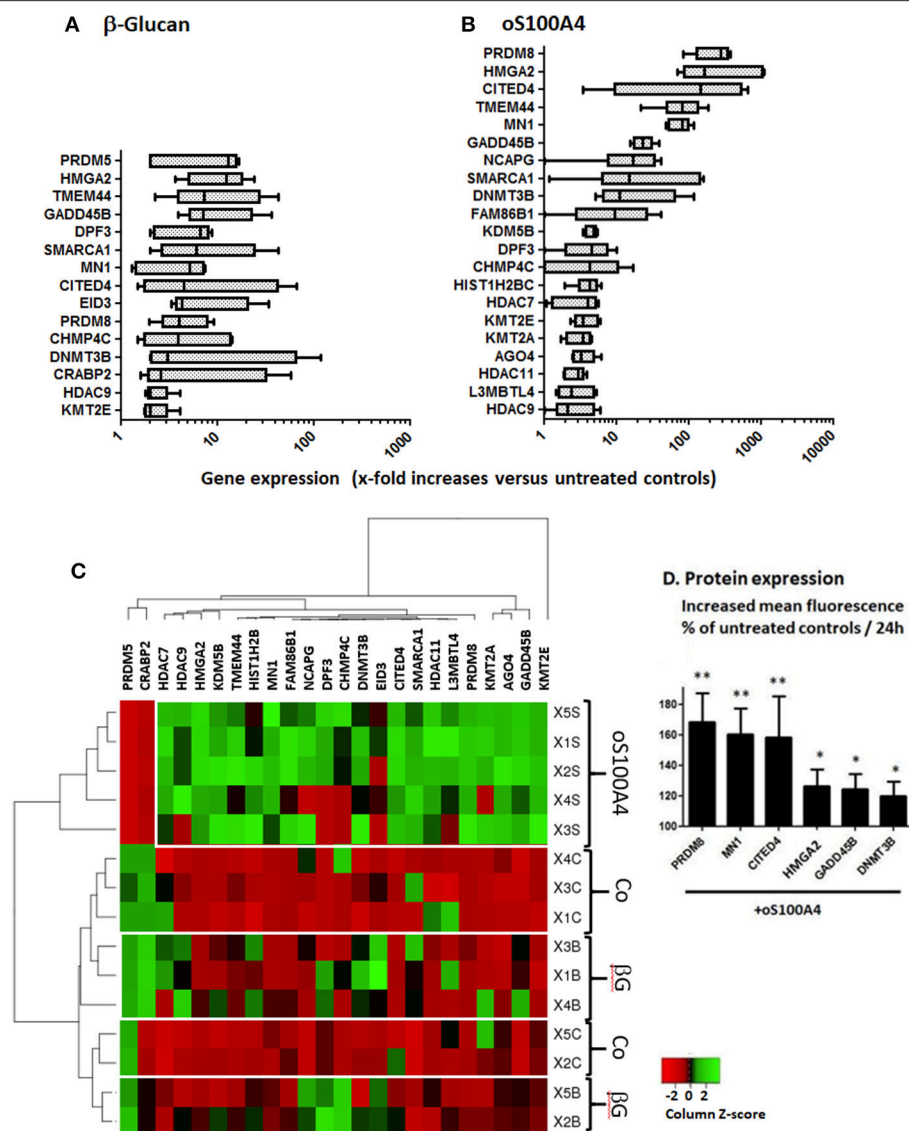 A β-Glucan
PRDM5
HMGA2
TMEM44
GADD45B
DPF3
SMARCA1
MN1
CITED4
EID3
PRDM8
CHMP4C
DNMT3B
CRABP2
HDAC9
KMT2E
1 10 100 1000
B oS100A4
PRDM8
HMGA2
CITED4
TMEM44
MN1
GADD45B
NCAPG
SMARCA1
DNMT3B
FAM86B1
KDM5B
DPF3
CHMP4C
HIST1H2BC
HDAC7
KMT2E
KMT2A
AGO4
HDAC11
L3MBTL4
HDAC9
1 10 100 1000 10000
Gene expression (x-fold increases versus untreated controls)
C
PRDM5
CRABP2
HDAC7
HDAC9
HMGA2
KDM5B
TMEM44
HIST1H2B
MN1
FAM86B1
NCAPG
DPF3
CHMP4C
DNMT3B
EID3
CITED4
SMARCA1
HDAC11
L3MBTL4
PRDM8
KMT2A
AGO4
GADD45B
KMT2E
X5S
X1S
X2S
X4S
X3S
oS100A4
X4C
X3C
X1C
Co
X3B
X1B
X4B
βG
X5C
X2C
Co
X5B
X2B
βG
D. Protein expression
Increased mean fluorescence
% of untreated controls / 24h
180
160
140
120
100
** ** ** * * *
PRDM8
MN1
CITED4
HMGA2
GADD45B
DNMT3B
+oS100A4
-2 0 2
Column Z-score